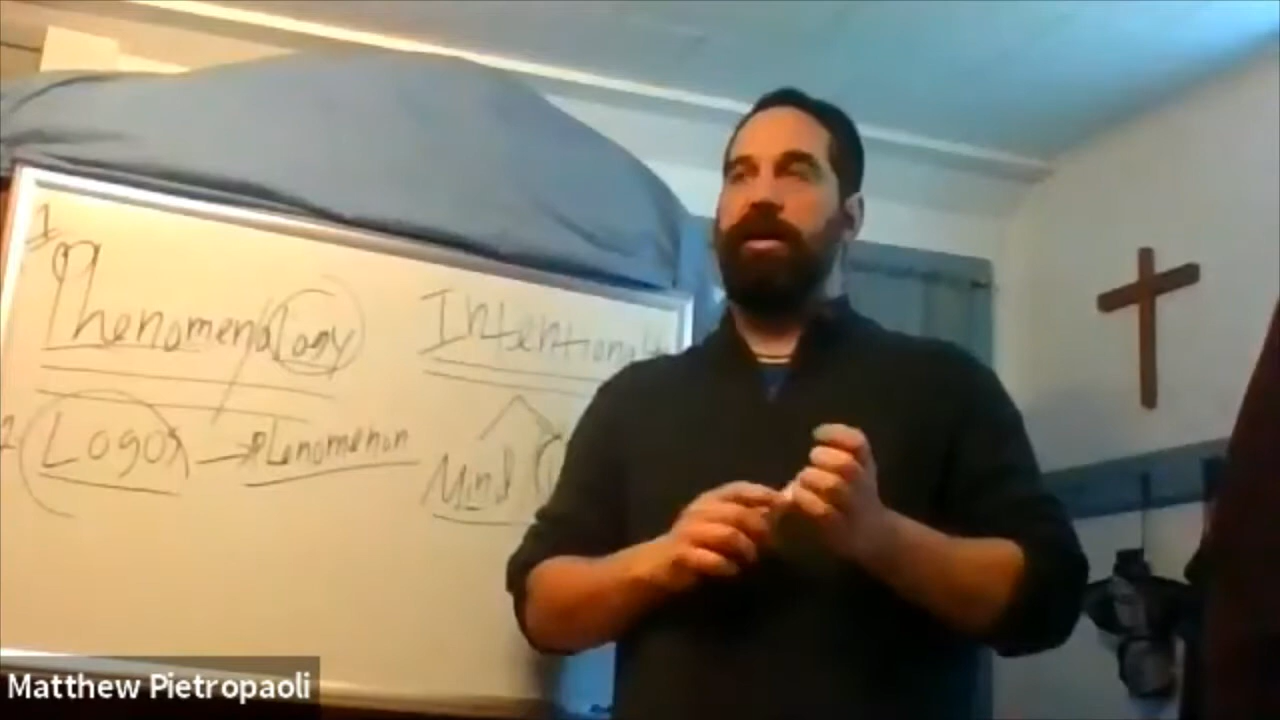 1
Phenomenology
Intentional
2 Logos → Phenomenon
Mind
Matthew Pietropaoli